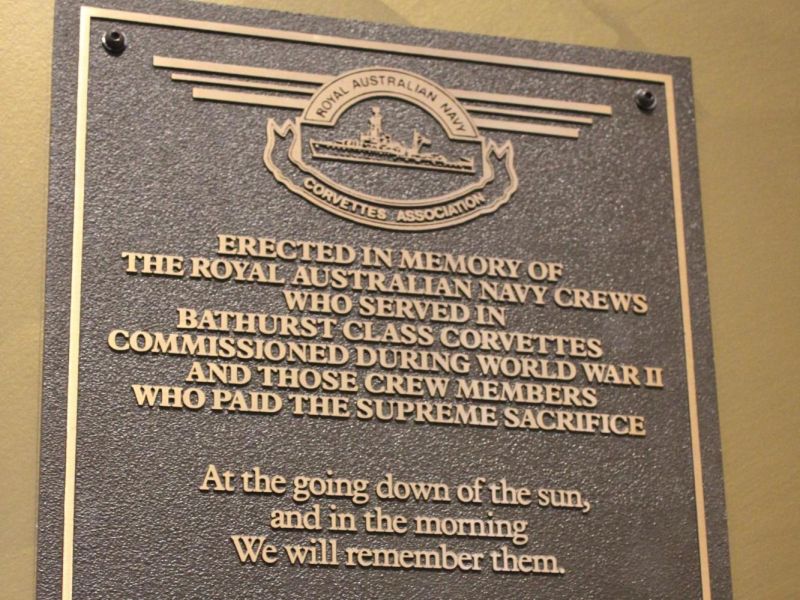 ROYAL AUSTRALIAN NAVY
CORVETTES ASSOCIATION
ERECTED IN MEMORY OF
THE ROYAL AUSTRALIAN NAVY CREWS
WHO SERVED IN
BATHURST CLASS CORVETTES
COMMISSIONED DURING WORLD WAR II
AND THOSE CREW MEMBERS
WHO PAID THE SUPREME SACRIFICE
At the going down of the sun,
and in the morning
We will remember them.